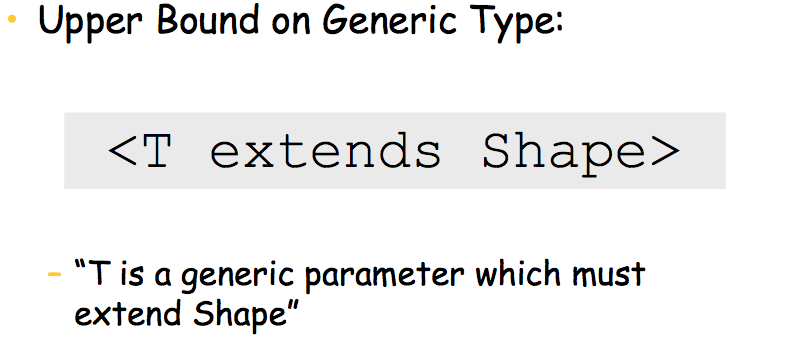 • Upper Bound on Generic Type:
<T extends Shape>
– “T is a generic parameter which must
extend Shape”